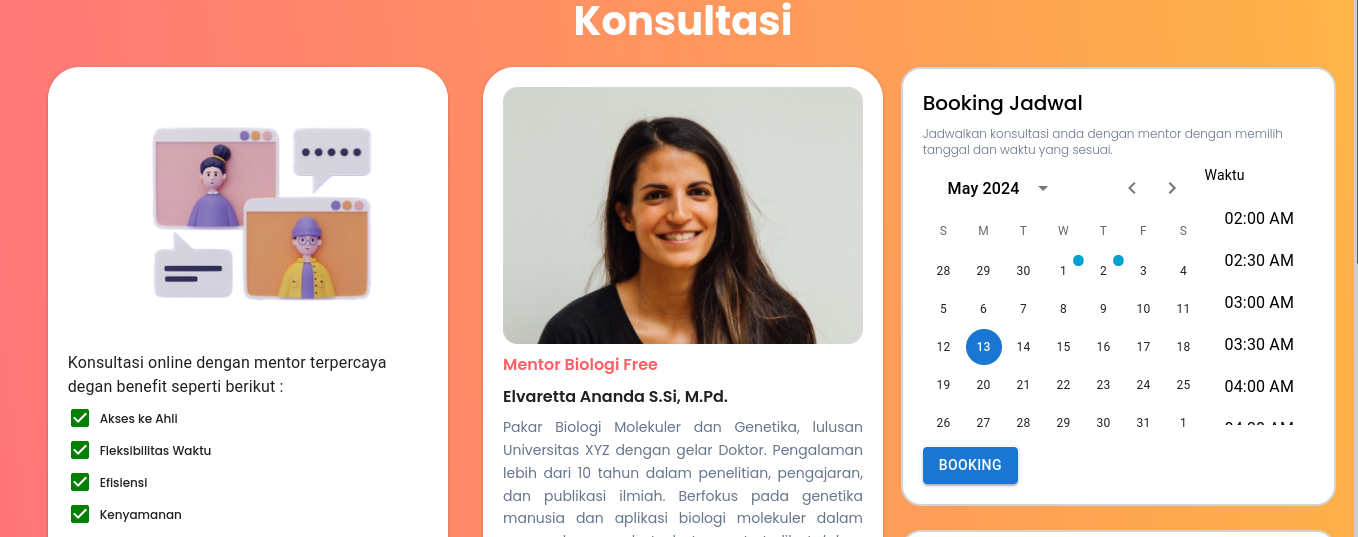 Konsultasi
Konsultasi online dengan mentor terpercaya
degan benefit seperti berikut :
Akses ke Ahli
Fleksibilitas Waktu
Efisiensi
Kenyamanan
Mentor Biologi Free
Elvaretta Ananda S.Si, M.Pd.
Pakar Biologi Molekuler dan Genetika, lulusan
Universitas XYZ dengan gelar Doktor. Pengalaman
lebih dari 10 tahun dalam penelitian, pengajaran,
dan publikasi ilmiah. Berfokus pada genetika
manusia dan aplikasi biologi molekuler dalam
Booking Jadwal
Jadwalkan konsultasi anda dengan mentor dengan memilih
tanggal dan waktu yang sesuai.
May 2024
S M T W T F S
28 29 30 1 2 3 4
5 6 7 8 9 10 11
12 13 14 15 16 17 18
19 20 21 22 23 24 25
26 27 28 29 30 31 1
Waktu
02:00 AM
02:30 AM
03:00 AM
03:30 AM
04:00 AM
BOOKING